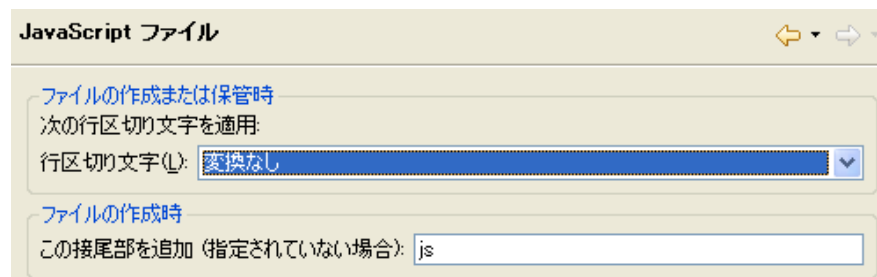 JavaScript ファイル
ファイルの作成または保管時
次の行区切り文字を適用:
行区切り文字(L): 変換なし
ファイルの作成時
この接尾部を追加 (指定されていない場合): js